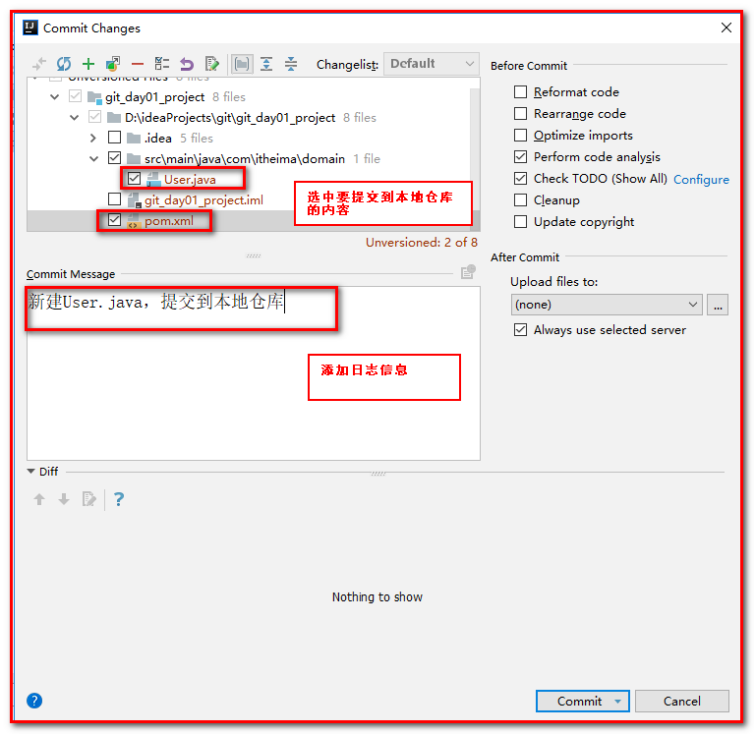 Commit Changes
Changelist:
Default
Unversioned Files 8 files
git_day01_project 8 files
D:\ideaProjects\git\git_day01_project 8 files
.idea 5 files
src\main\java\com\itheima\domain 1 file
User.java
git_day01_project.iml
pom.xml
选中要提交到本地仓库
的内容
Unversioned: 2 of 8
Commit Message
新建User.java，提交到本地仓库
添加日志信息
Before Commit
Reformat code
Rearrange code
Optimize imports
Perform code analysis
Check TODO (Show All) Configure
Cleanup
Update copyright
After Commit
Upload files to:
(none)
...
Always use selected server
Diff
?
Nothing to show
?
Commit
Cancel